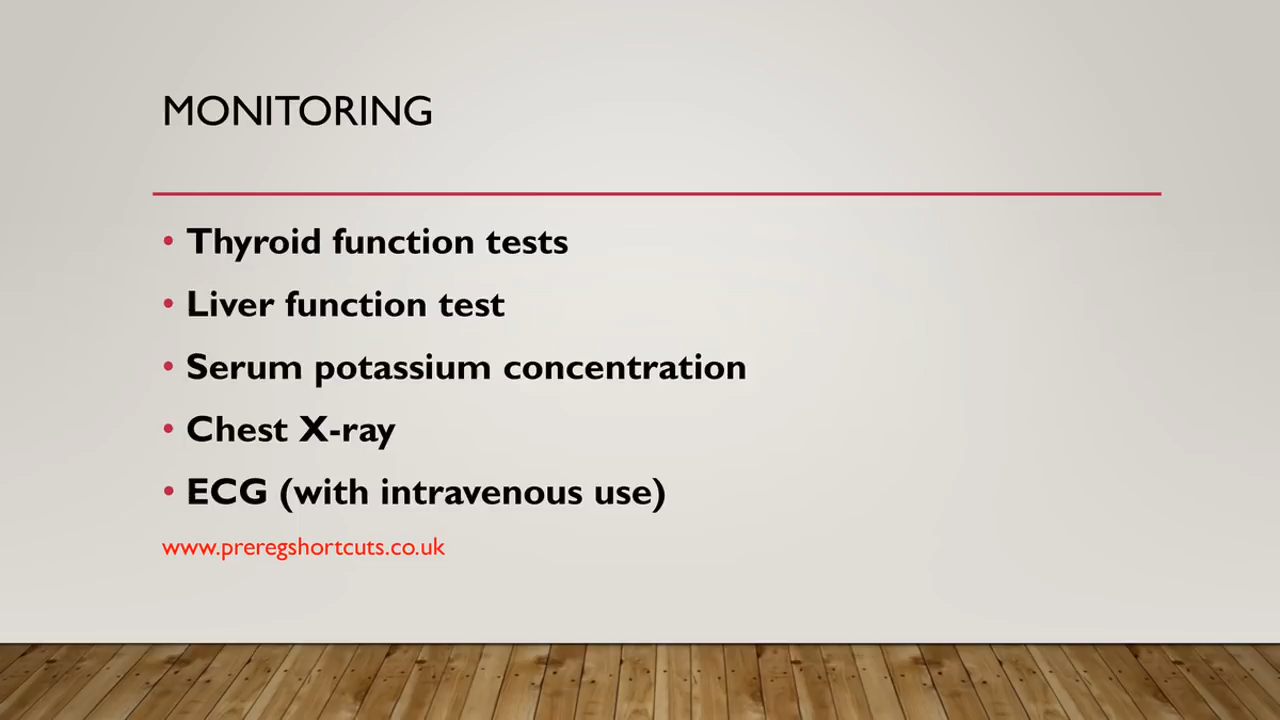 MONITORING
• Thyroid function tests
• Liver function test
• Serum potassium concentration
• Chest X-ray
• ECG (with intravenous use)
www.preregshortcuts.co.uk